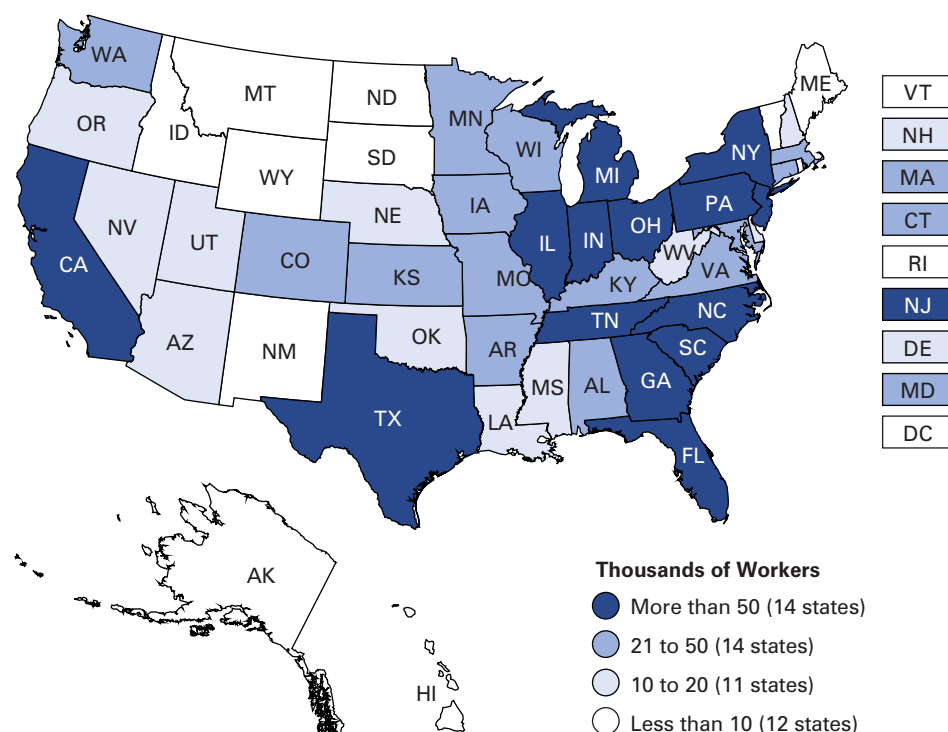 WA
MT
ND
ME
MN
OR
ID
SD
WI
NY
WY
MI
NE
IA
PA
NV
UT
IL
IN
OH
CA
CO
KS
MO
WV
KY
VA
AZ
NM
OK
AR
TN
NC
SC
TX
LA
MS
AL
GA
FL
AK
HI
VT
NH
MA
CT
RI
NJ
DE
MD
DC
Thousands of Workers
More than 50 (14 states)
21 to 50 (14 states)
10 to 20 (11 states)
Less than 10 (12 states)